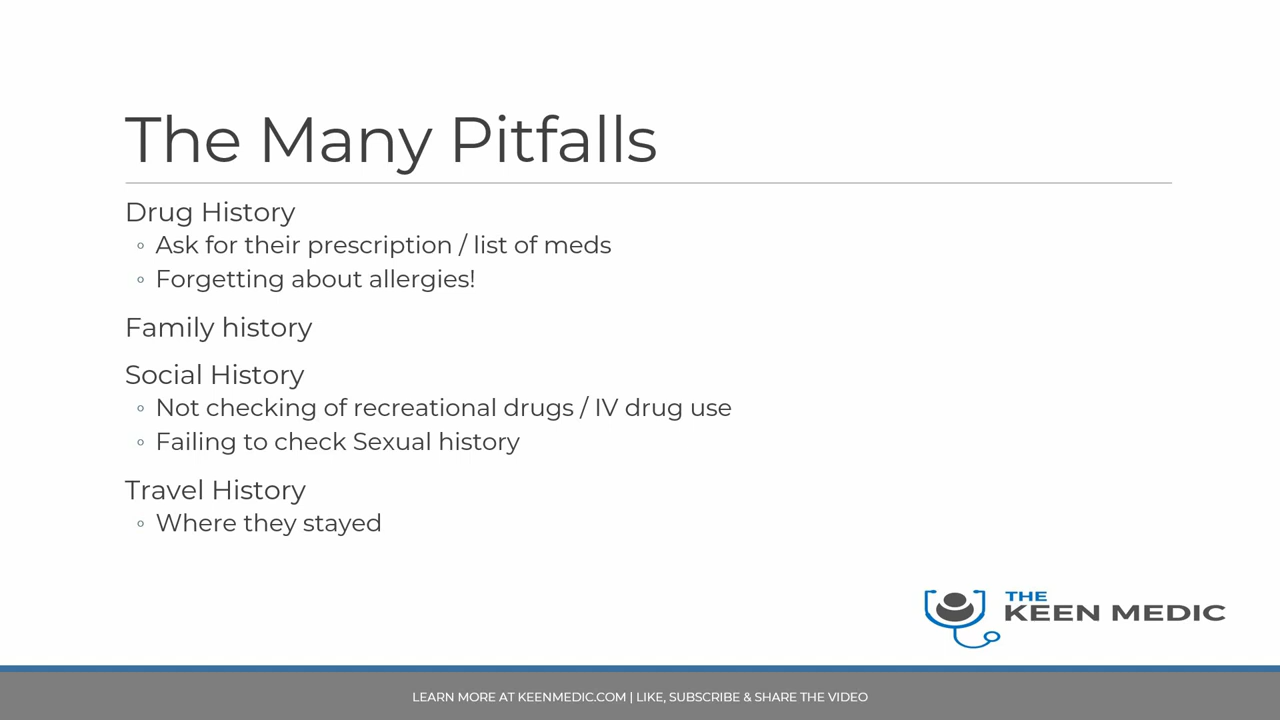 The Many Pitfalls
Drug History
◦ Ask for their prescription / list of meds
◦ Forgetting about allergies!
Family history
Social History
◦ Not checking of recreational drugs / IV drug use
◦ Failing to check Sexual history
Travel History
◦ Where they stayed
THE
KEEN MEDIC
LEARN MORE AT KEENMEDIC.COM | LIKE, SUBSCRIBE & SHARE THE VIDEO